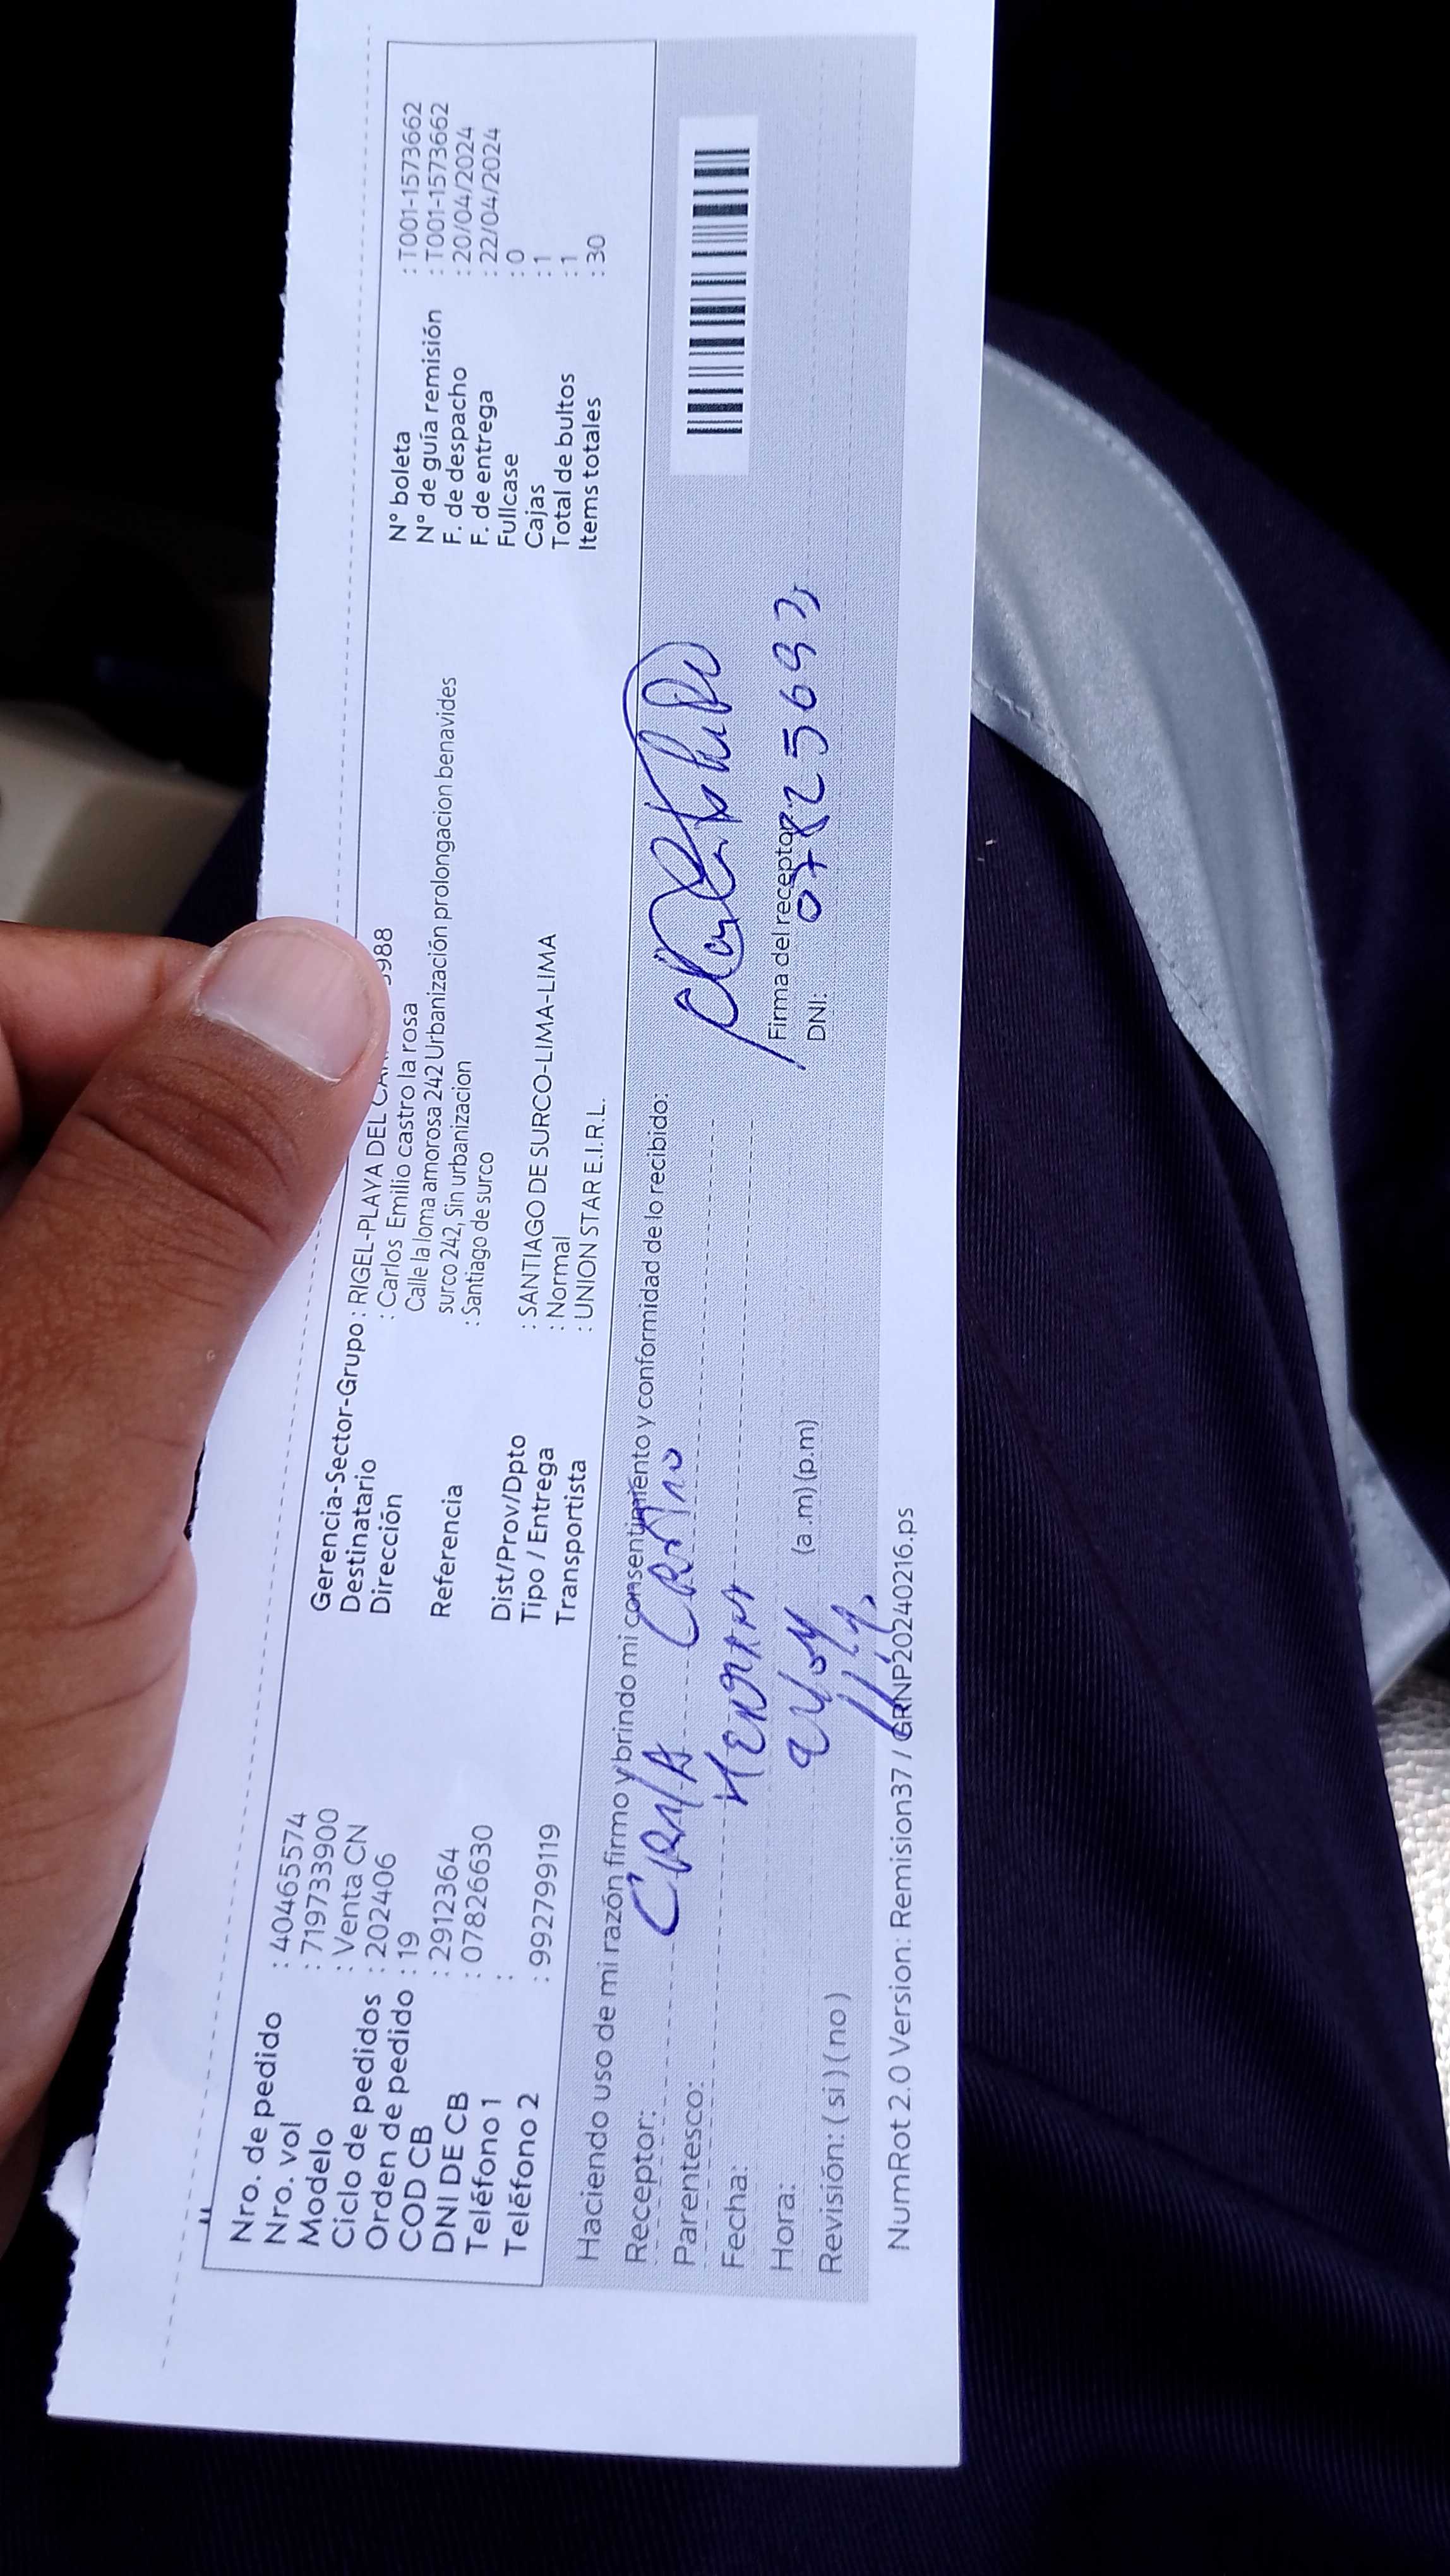 Nro. de pedido : 40465574
Nro. vol : 719733900
Modelo : Venta CN
Ciclo de pedidos : 202406
Orden de pedido : 19
COD CB : 2912364
DNI DE CB : 07826630
Teléfono 1 :
Teléfono 2 : 992799119
Gerencia-Sector-Grupo : RIGEL-PLAYA DEL
Destinatario : Carlos Emilio castro la rosa
Dirección Calle la loma amorosa 242 Urbanización prolongacion benavides
surco 242, Sin urbanizacion
Referencia : Santiago de surco
Dist/Prov/Dpto : SANTIAGO DE SURCO-LIMA-LIMA
Tipo / Entrega : Normal
Transportista : UNION STAR E.I.R.L.
N° boleta : T001-1573662
N° de guía remisión : T001-1573662
F. de despacho : 20/04/2024
F. de entrega : 22/04/2024
Fullcase : 0
Cajas : 1
Total de bultos : 1
Items totales : 30
Haciendo uso de mi razón firmo y brindo mi consentimiento y conformidad de lo recibido:
Receptor:
Parentesco:
Fecha:
Hora: (a.m) (p.m)
Revisión: ( si ) ( no )
Firma del receptor
DNI:
NumRot 2.0 Version: Remision37 / GRNP20240216.ps